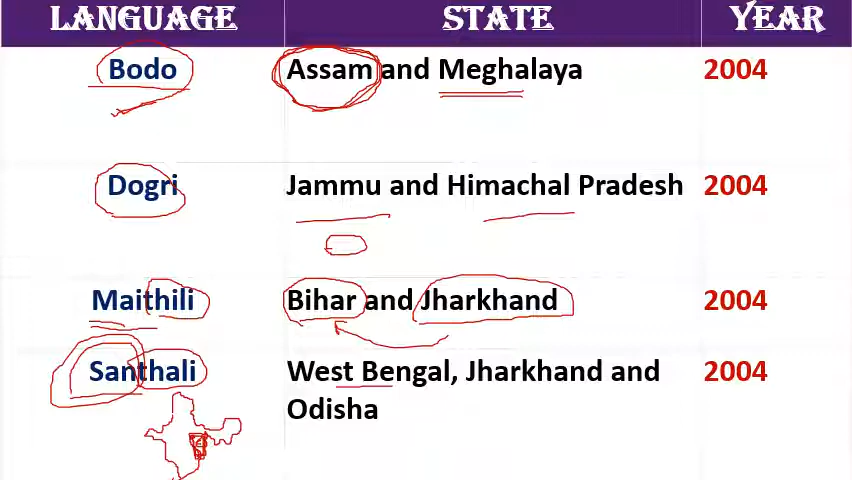 LANGUAGE STATE YEAR
Bodo Assam and Meghalaya 2004
Dogri Jammu and Himachal Pradesh 2004
Maithili Bihar and Jharkhand 2004
Santhali West Bengal, Jharkhand and 2004
Odisha